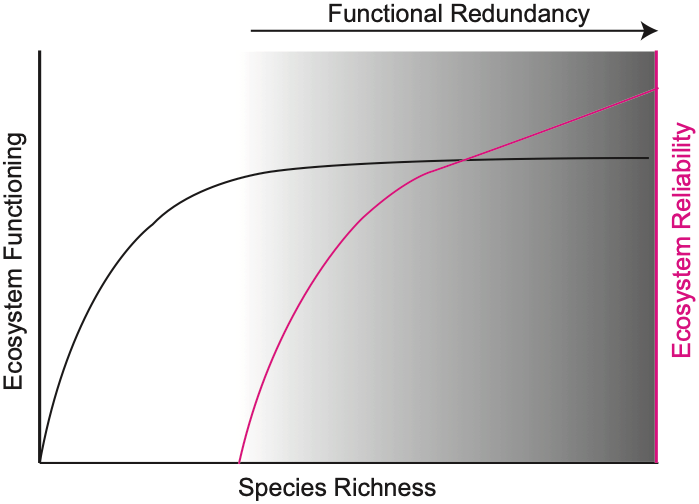 Functional Redundancy
Ecosystem Functioning
Ecosystem Reliability
Species Richness